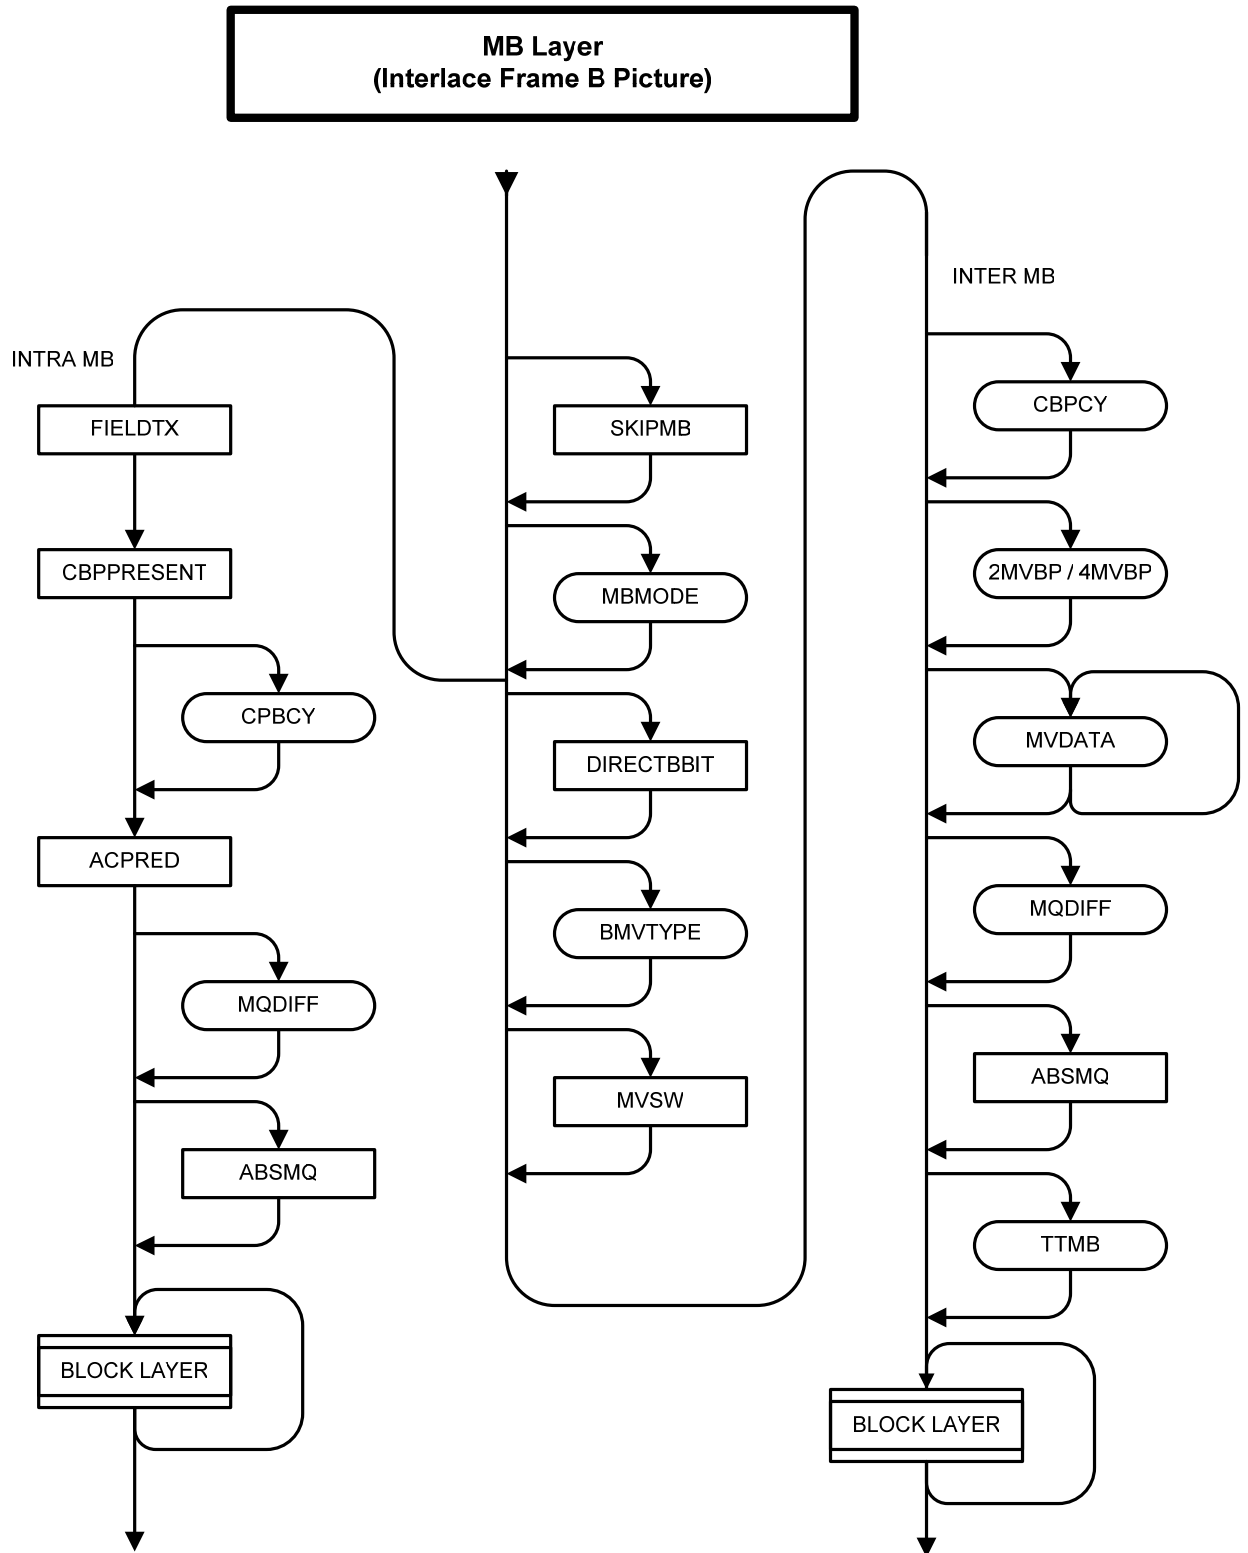 MB Layer
(Interlace Frame B Picture)
INTRA MB
FIELDTX
CBPPRESENT
CPBCY
ACPRED
MQDIFF
ABSMQ
BLOCK LAYER
SKIPMB
MBMODE
DIRECTBBIT
BMVTYPE
MVSW
INTER MB
CBPCY
2MVBP / 4MVBP
MVDATA
MQDIFF
ABSMQ
TTMB
BLOCK LAYER